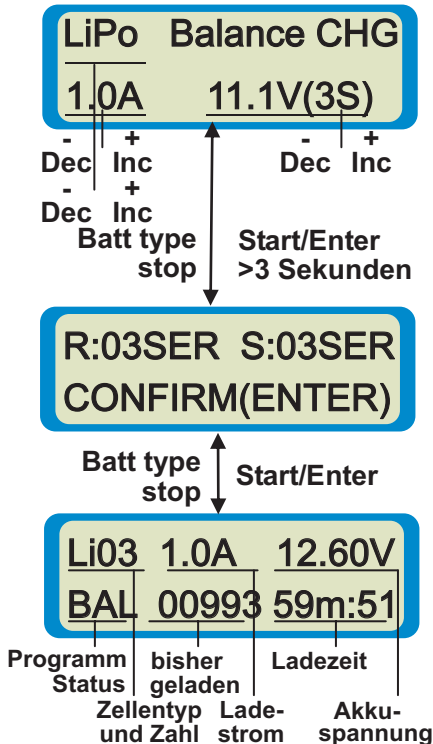 LiPo Balance CHG
1.0A 11.1V(3S)
- + - +
Dec Inc Dec Inc
- +
Dec Inc
Batt type Start/Enter
stop >3 Sekunden
R:03SER S:03SER
CONFIRM(ENTER)
Batt type Start/Enter
stop
Li03 1.0A 12.60V
BAL 00993 59m:51
Programm bisher Ladezeit
Status geladen
Zellentyp Lade- Akku-
und Zahl strom spannung